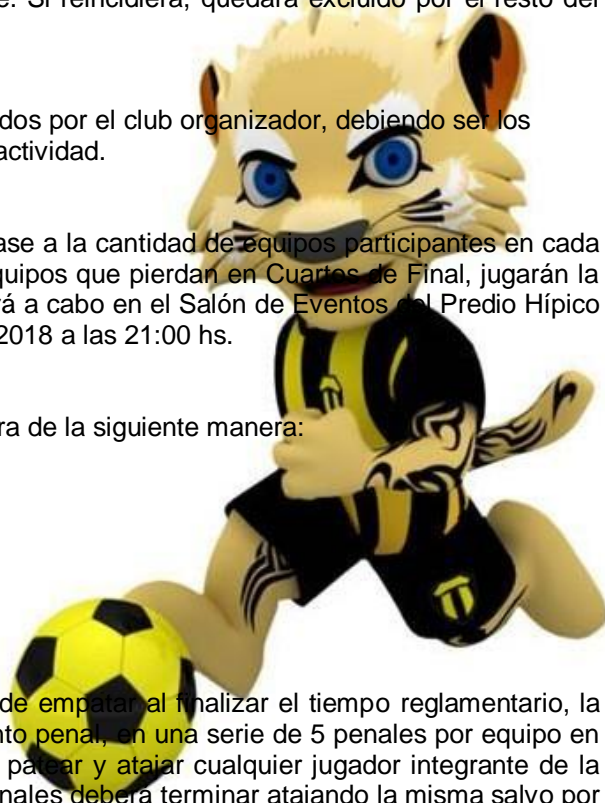 e. Si reincidiera, quedará excluido por el resto del
dos por el club organizador, debiendo ser los
actividad.
ase a la cantidad de equipos participantes en cada
quipos que pierdan en Cuartos de Final, jugarán la
rá a cabo en el Salón de Eventos del Predio Hípico
2018 a las 21:00 hs.
ra de la siguiente manera:
de empatar al finalizar el tiempo reglamentario, la
nto penal, en una serie de 5 penales por equipo en
patear y atajar cualquier jugador integrante de la
nales deberá terminar atajando la misma salvo por